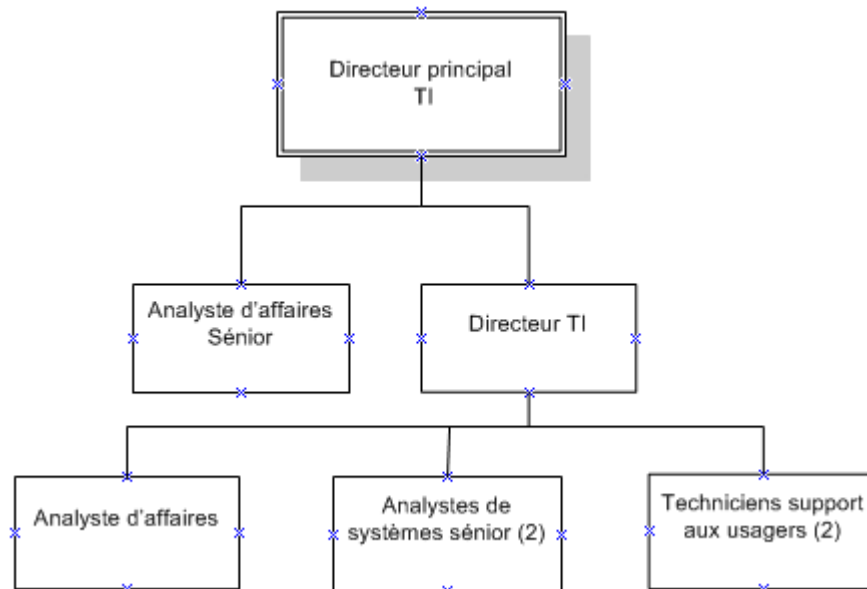 Directeur principal
TI
Analyste d'affaires
Sénior
Directeur TI
Analyste d'affaires
Analystes de
systèmes sénior (2)
Techniciens support
aux usagers (2)